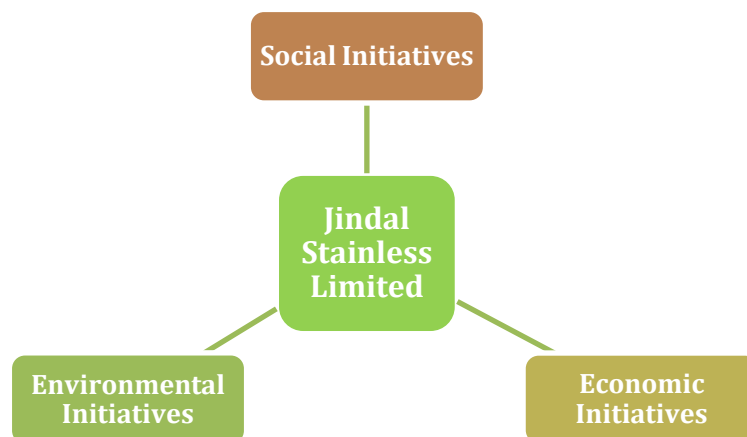 Social Initiatives
Jindal
Stainless
Limited
Environmental
Initiatives
Economic
Initiatives